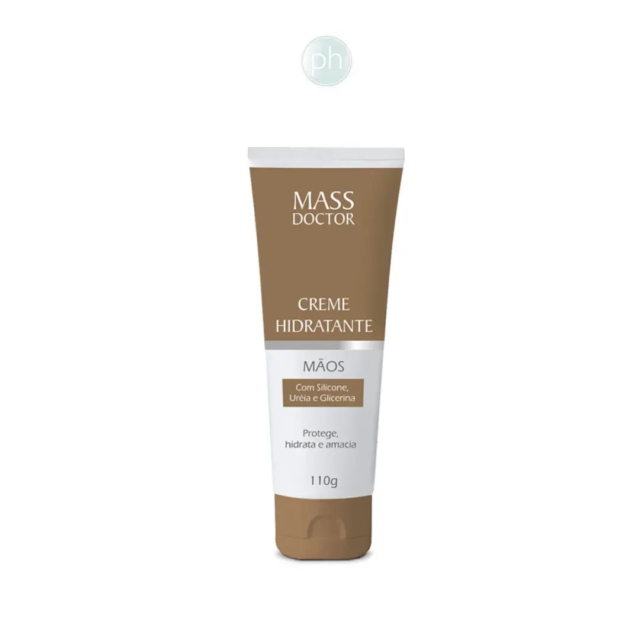 ph
MASS
DOCTOR
CREME
HIDRATANTE
MÃOS
Com Silicone,
Uréia e Glicerina
Protege,
hidrata e amacia
110g